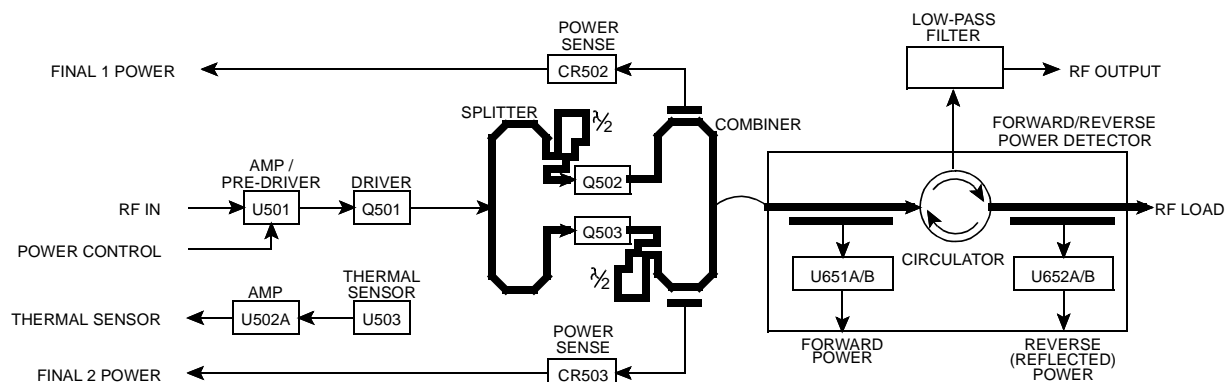 POWER
SENSE
LOW-PASS
FILTER
FINAL 1 POWER
CR502
RF OUTPUT
SPLITTER
λ/2
COMBINER
FORWARD/REVERSE
POWER DETECTOR
AMP /
PRE-DRIVER
DRIVER
Q502
RF IN
U501
Q501
RF LOAD
Q503
POWER CONTROL
CIRCULATOR
λ/2
U651A/B
U652A/B
AMP
THERMAL
SENSOR
THERMAL SENSOR
U502A
U503
POWER
SENSE
FORWARD
POWER
REVERSE
(REFLECTED)
POWER
FINAL 2 POWER
CR503